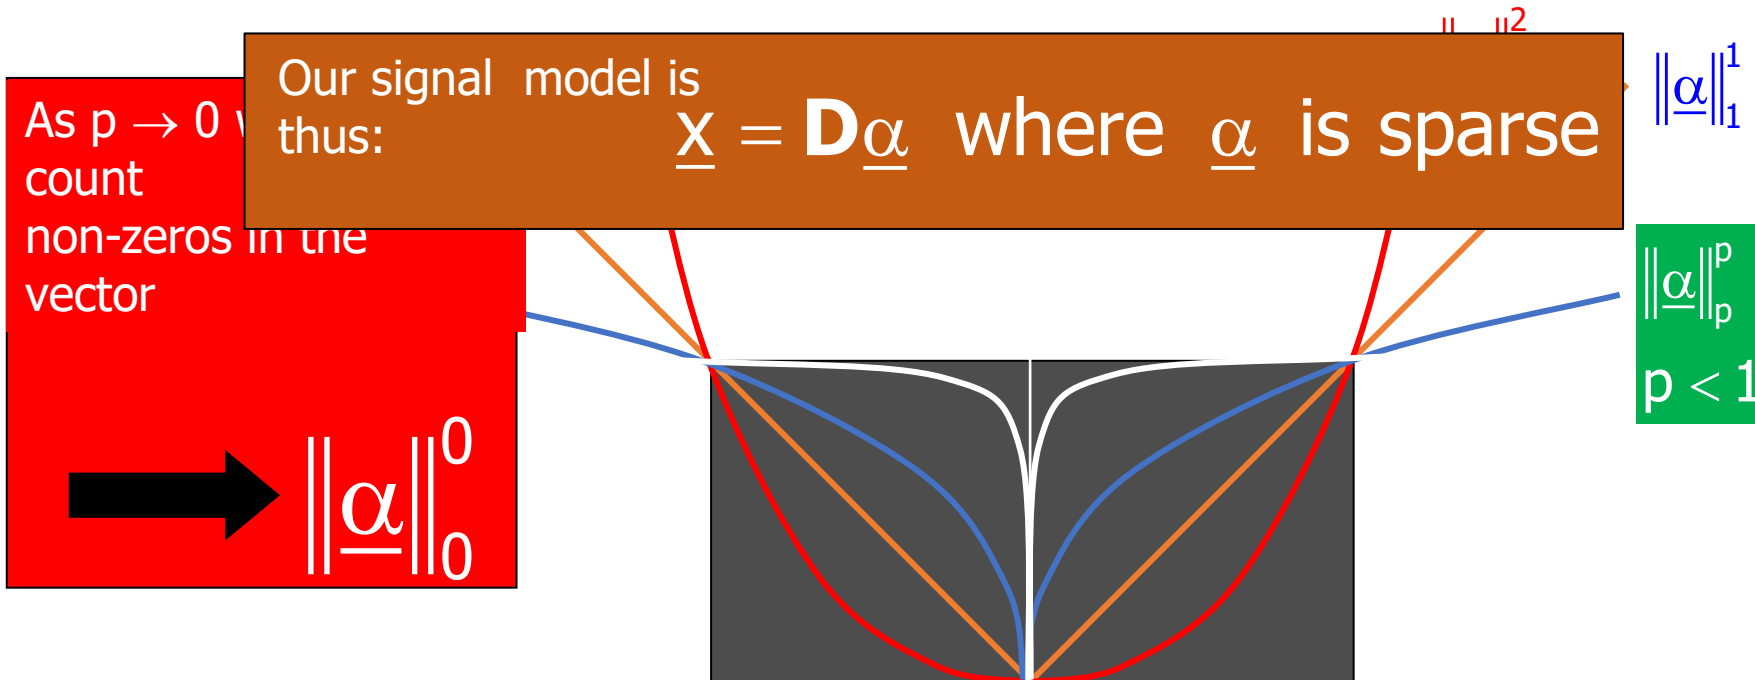 Our signal model is
thus:
x = Dα where α is sparse
As p → 0
count
non-zeros in the
vector
‖α‖₀⁰
2
‖α‖₁¹
‖α‖ₚᵖ
p < 1